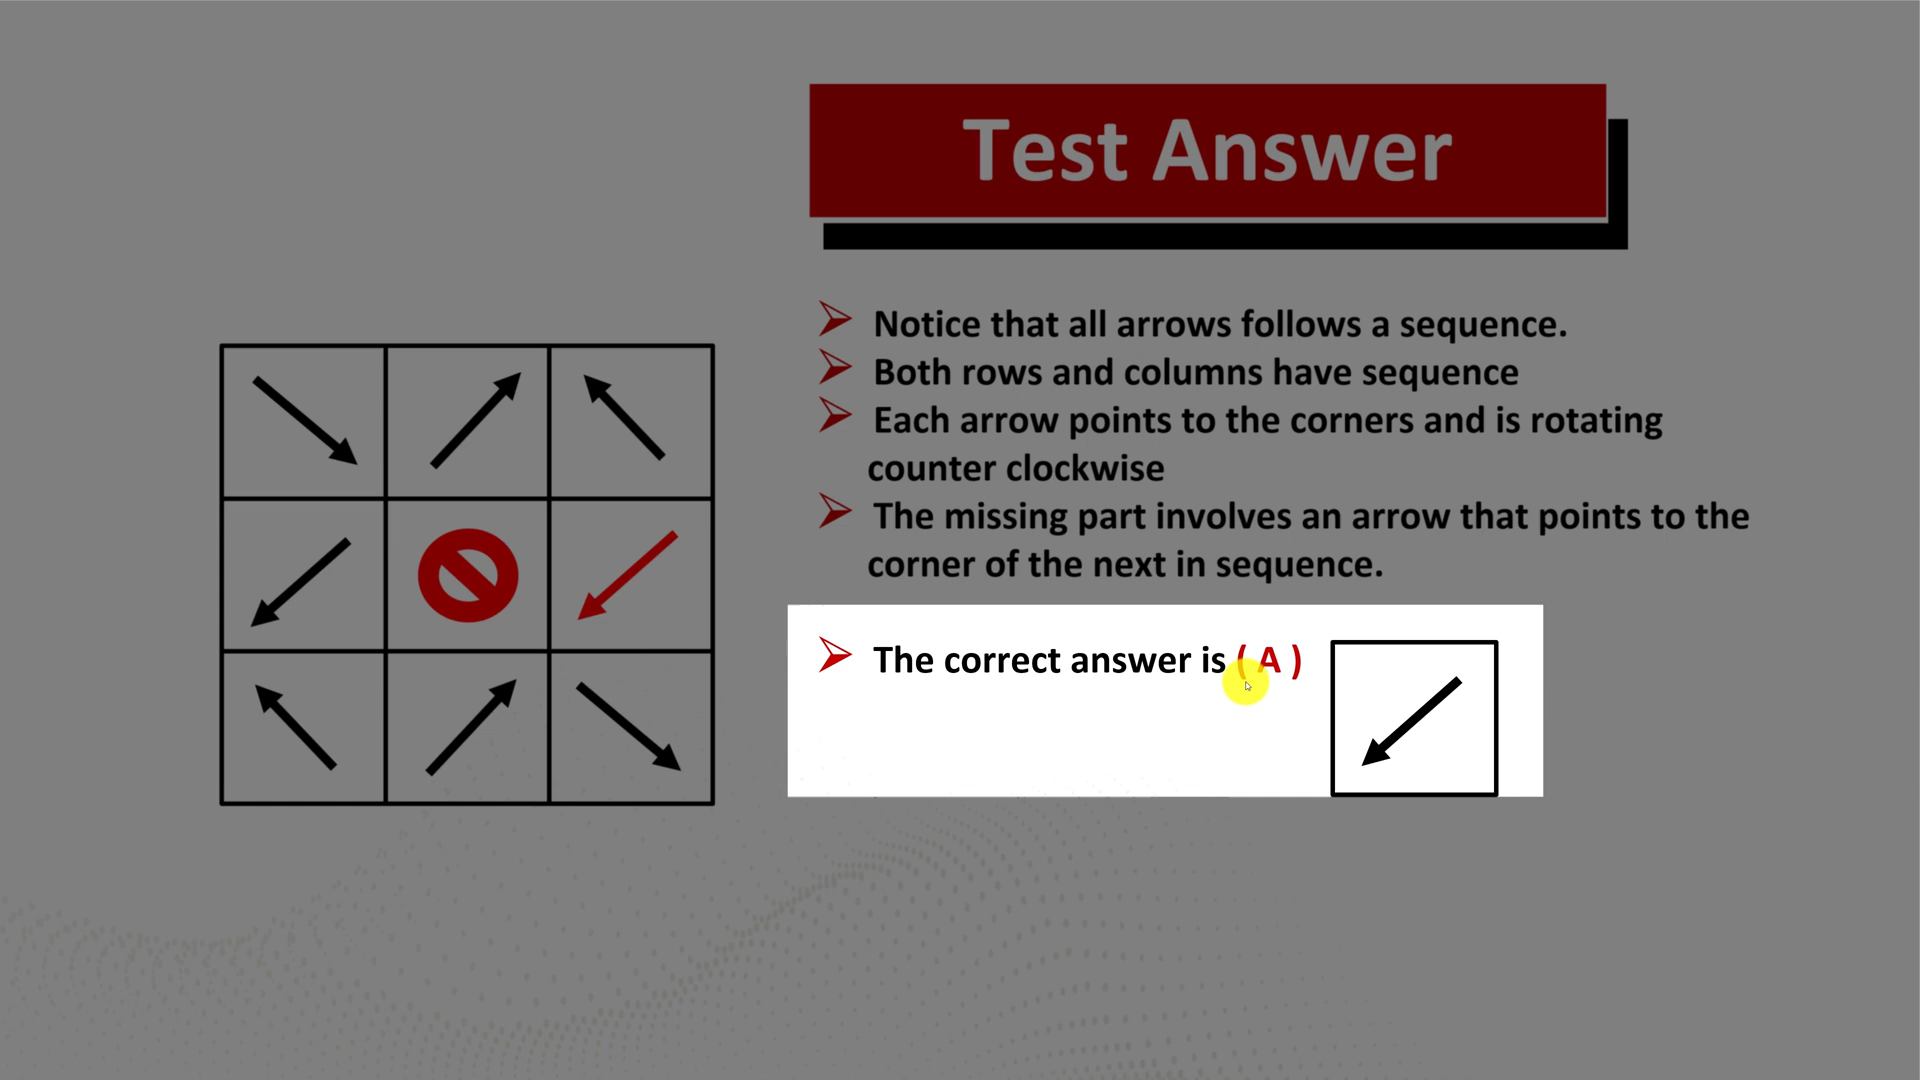 Test Answer
Notice that all arrows follows a sequence.
Both rows and columns have sequence
Each arrow points to the corners and is rotating
counter clockwise
The missing part involves an arrow that points to the
corner of the next in sequence.
The correct answer is ( A )